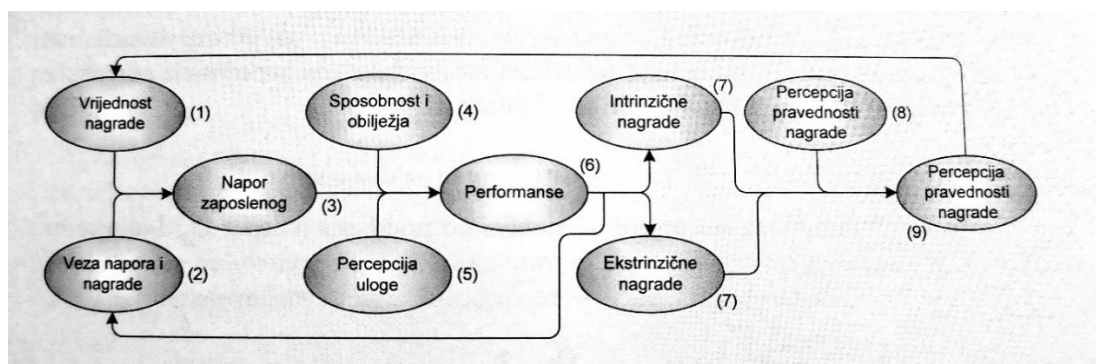 Vrijednost
nagrade
(1)
Sposobnost i
obilježja
(4)
Intrinzične
nagrade
(7)
Percepcija
pravednosti
nagrade
(8)
Napor
zaposlenog
(3)
Performanse
(6)
Percepcija
pravednosti
nagrade
(9)
Veza napora i
nagrade
(2)
Percepcija
uloge
(5)
Ekstrinzične
nagrade
(7)